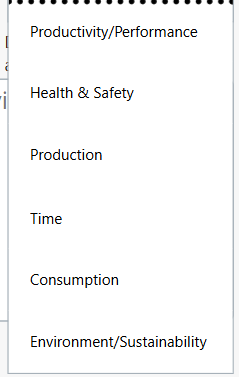 Productivity/Performance
Health & Safety
Production
Time
Consumption
Environment/Sustainability